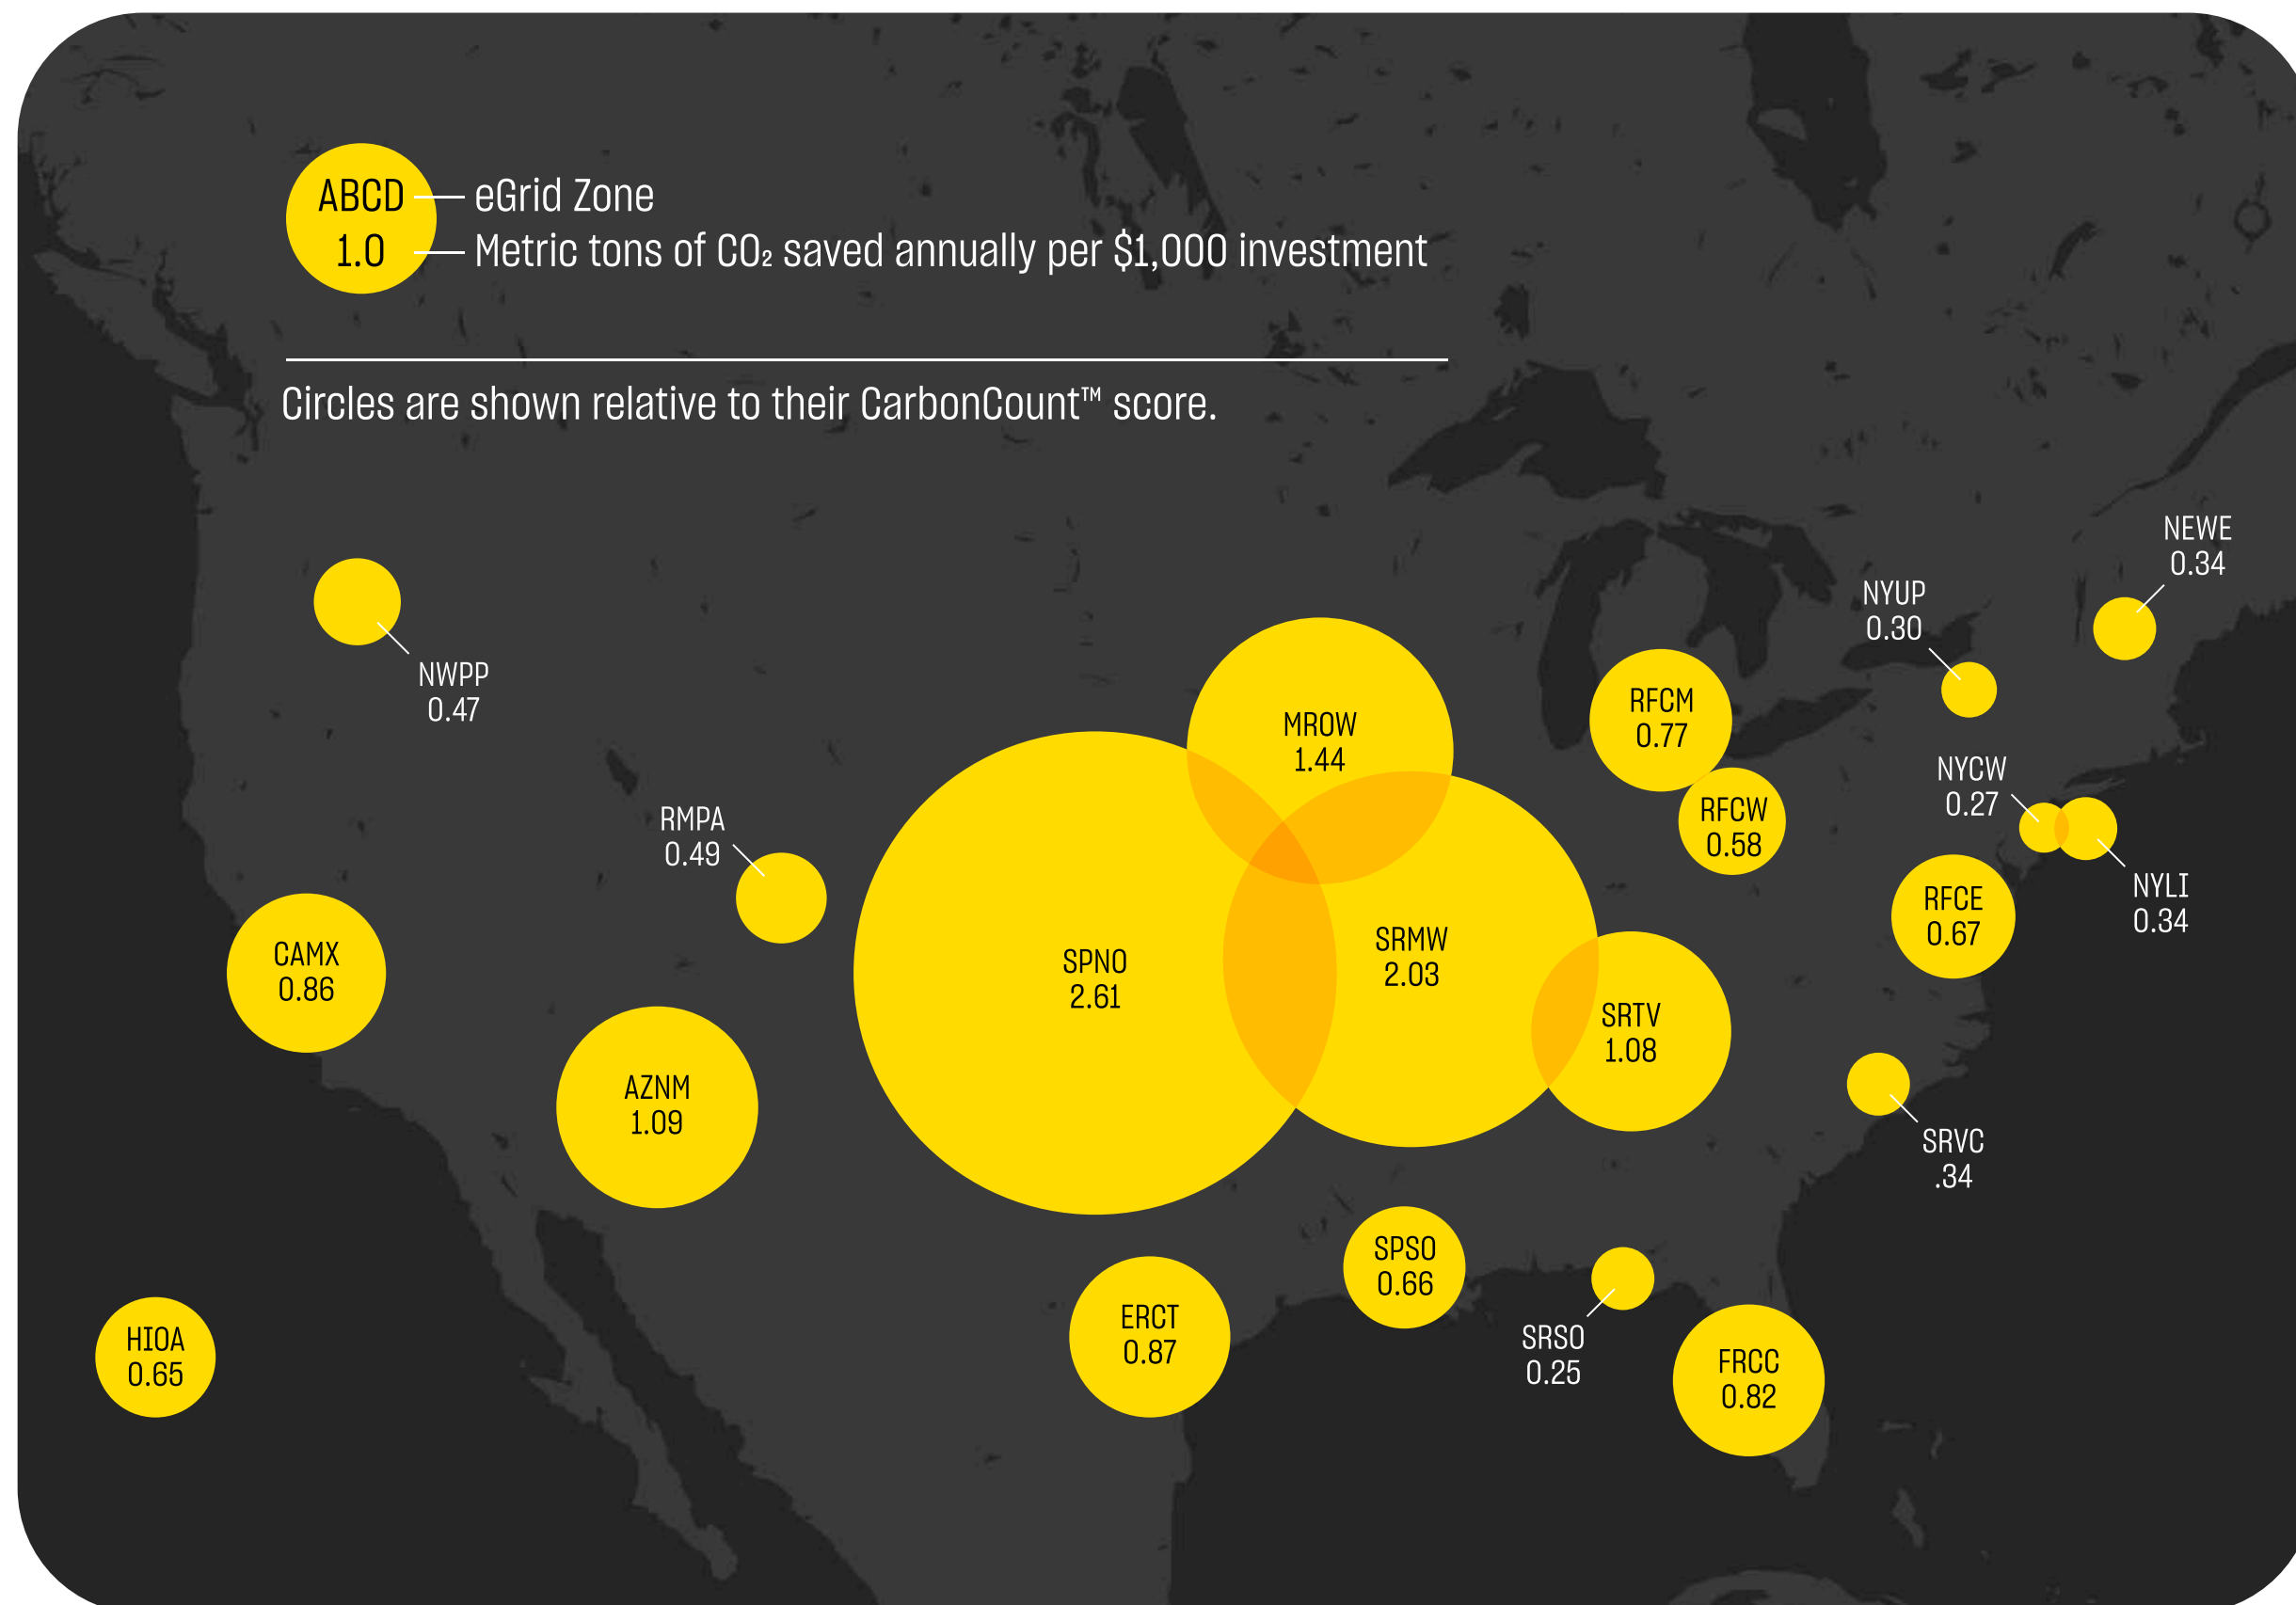 ABCD
1.0
eGrid Zone
Metric tons of CO₂ saved annually per $1,000 investment
Circles are shown relative to their CarbonCount™ score.
NEWE
0.34
NYUP
0.30
NWPP
0.47
RFCM
0.77
MROW
1.44
NYCW
0.27
RFCW
0.58
RMPA
0.49
NYLI
0.34
RFCE
0.67
CAMX
0.86
SRMW
2.03
SPNO
2.61
SRTV
1.08
AZNM
1.09
SRVC
.34
SPSO
0.66
ERCT
0.87
HIOA
0.65
SRSO
0.25
FRCC
0.82